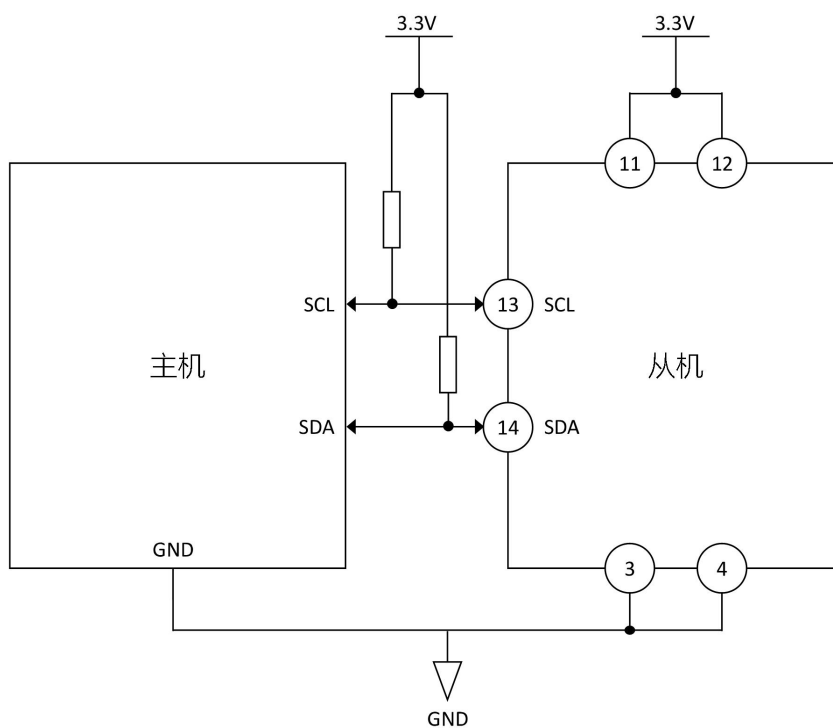 3.3V 3.3V
11 12
SCL 13 SCL
主机 从机
SDA 14 SDA
GND 3 4
GND